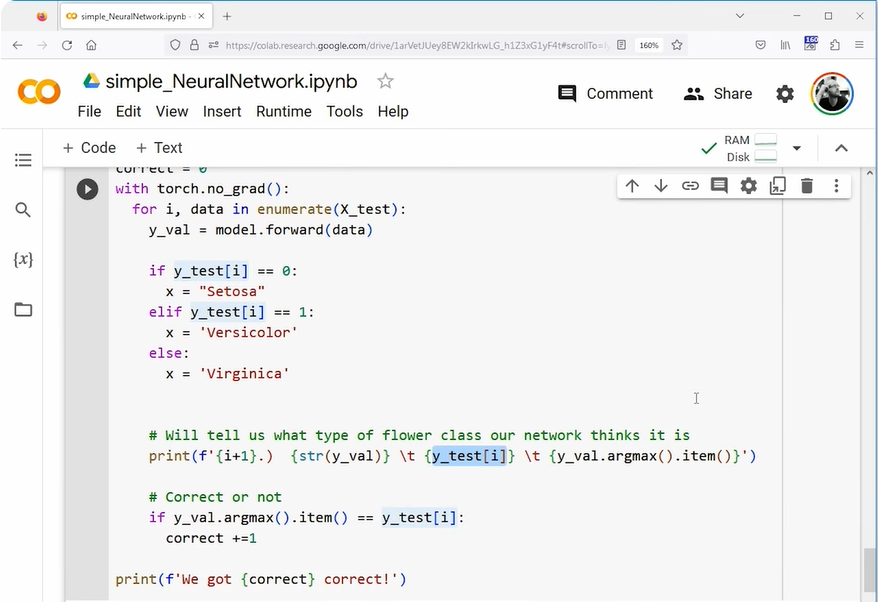 simple_NeuralNetwork.ipynb -
https://colab.research.google.com/drive/1arVetJUey8EW2kIrkwLG_h1Z3xG1yF4t#scrollTo=
160%
160
simple_NeuralNetwork.ipynb
File Edit View Insert Runtime Tools Help
Comment
Share
+ Code + Text
RAM
Disk
{x}
correct = 0
with torch.no_grad():
  for i, data in enumerate(X_test):
    y_val = model.forward(data)
    if y_test[i] == 0:
      x = "Setosa"
    elif y_test[i] == 1:
      x = 'Versicolor'
    else:
      x = 'Virginica'
    # Will tell us what type of flower class our network thinks it is
    print(f'{i+1}.)  {str(y_val)} \t {y_test[i]} \t {y_val.argmax().item()}')
    # Correct or not
    if y_val.argmax().item() == y_test[i]:
      correct +=1
print(f'We got {correct} correct!')